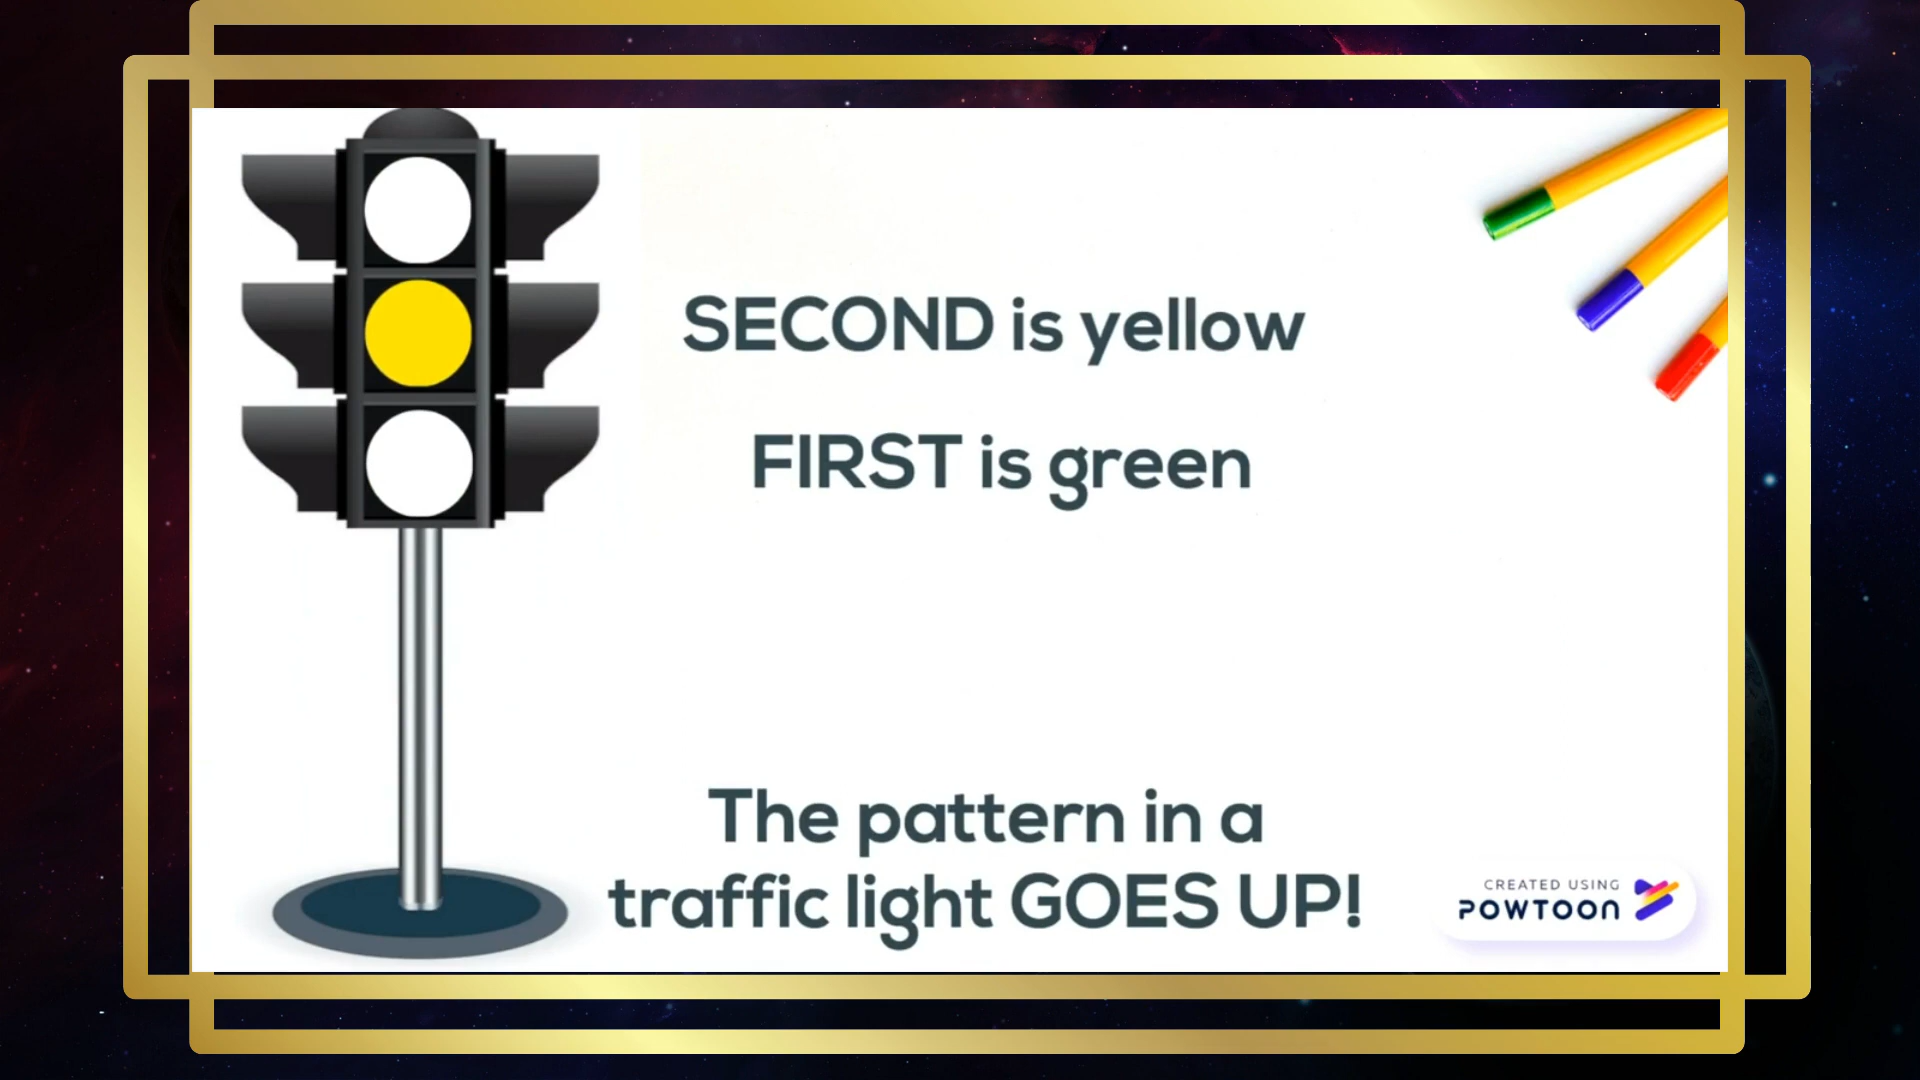 SECOND is yellow
FIRST is green
The pattern in a
traffic light GOES UP!
CREATED USING
POWTOON